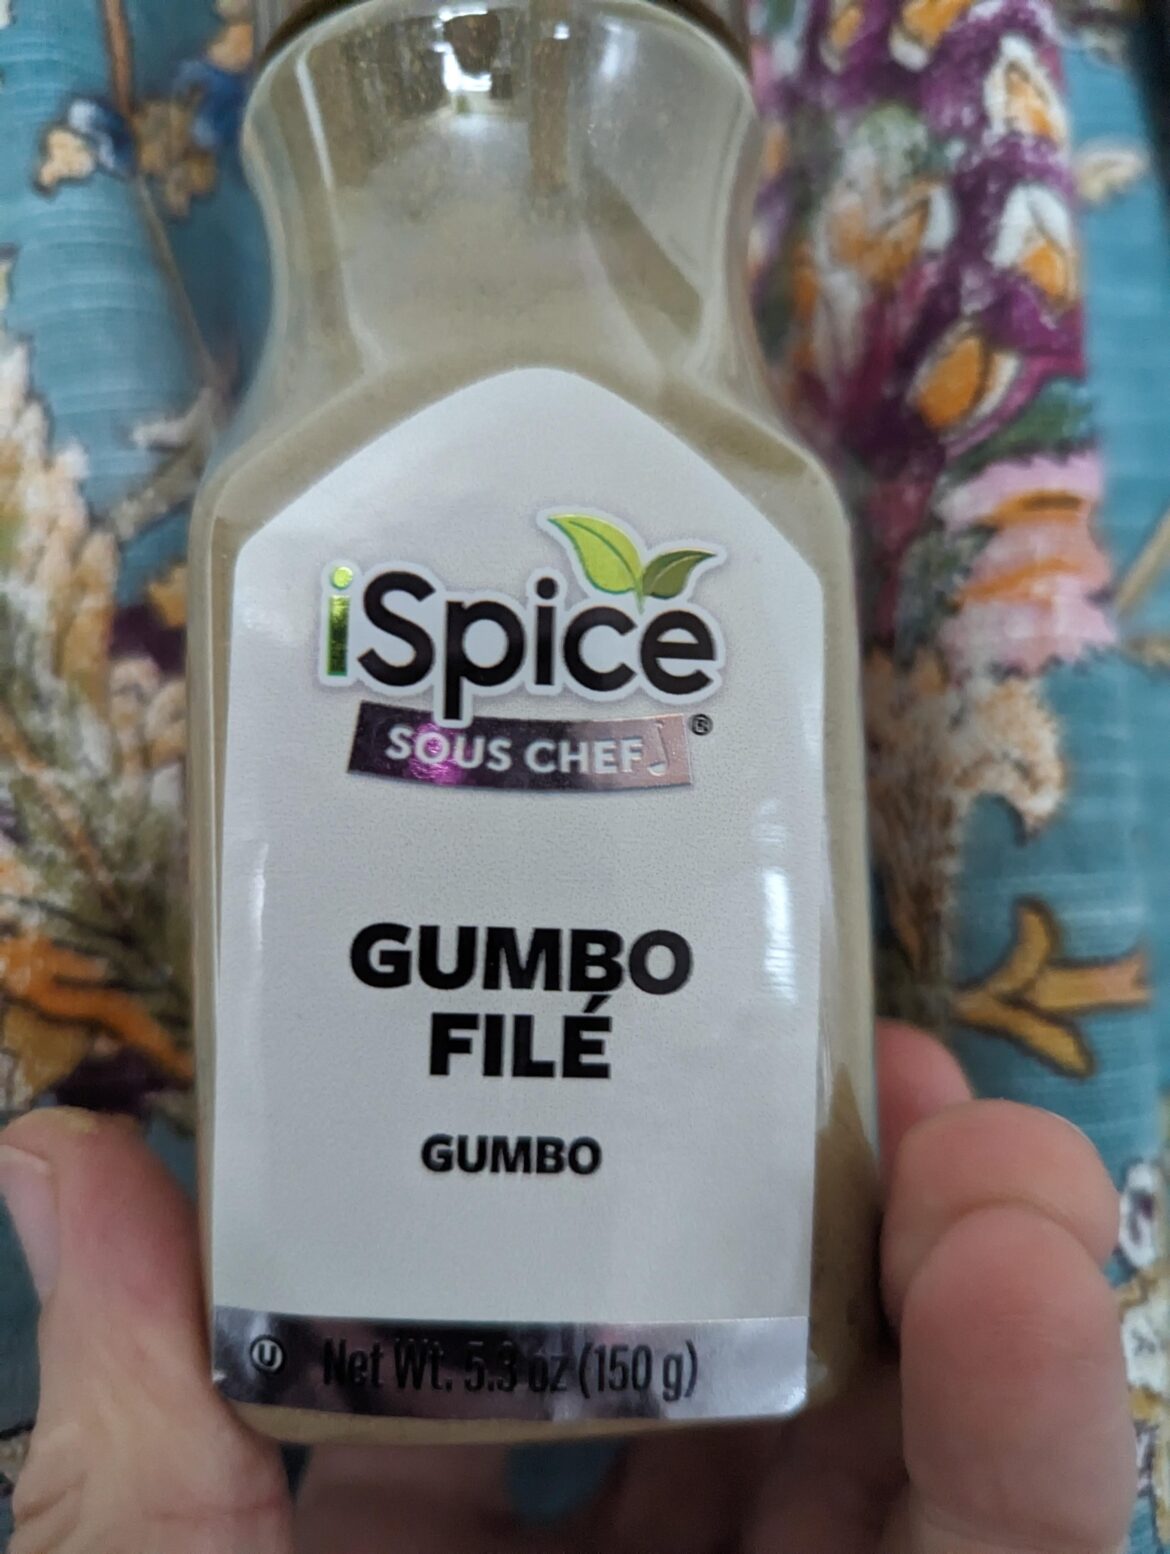 iSpice
SOUS CHEF ®
GUMBO
FILÉ
GUMBO
U Net Wt. 5.3 oz (150 g)